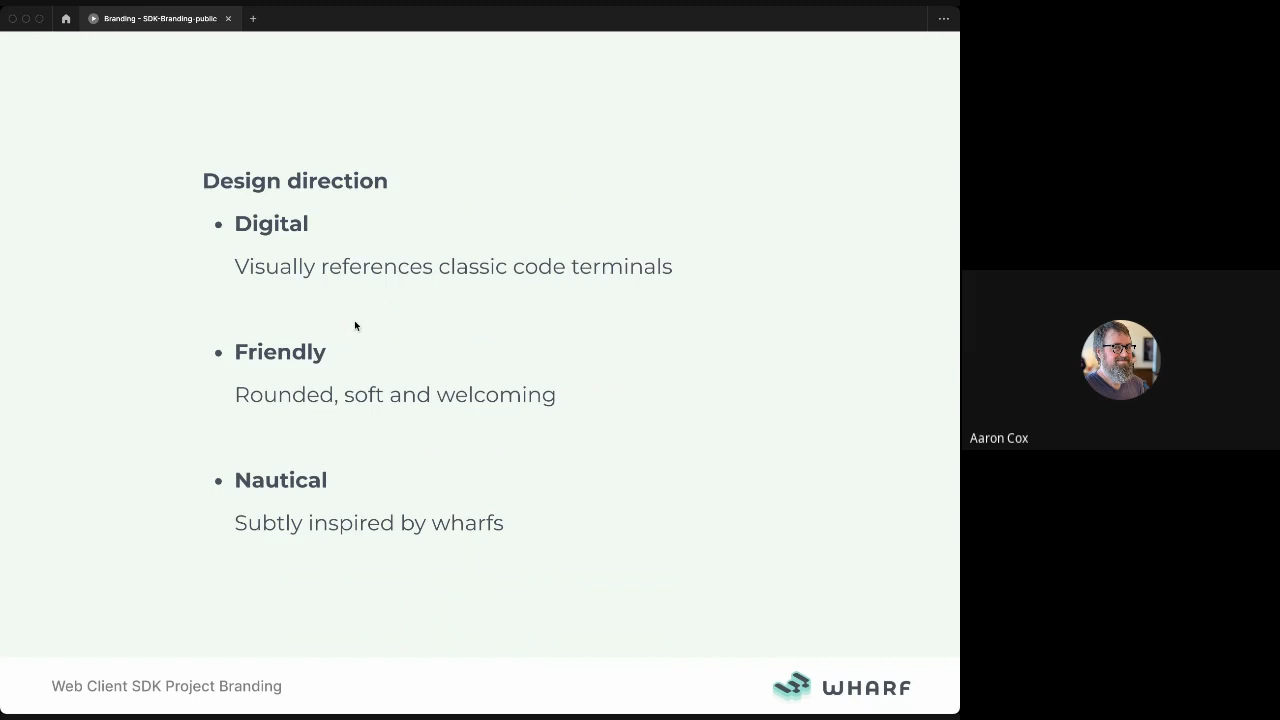 Branding - SDK-Branding-public
Design direction
• Digital
Visually references classic code terminals
• Friendly
Rounded, soft and welcoming
• Nautical
Subtly inspired by wharfs
Web Client SDK Project Branding
WHARF
Aaron Cox